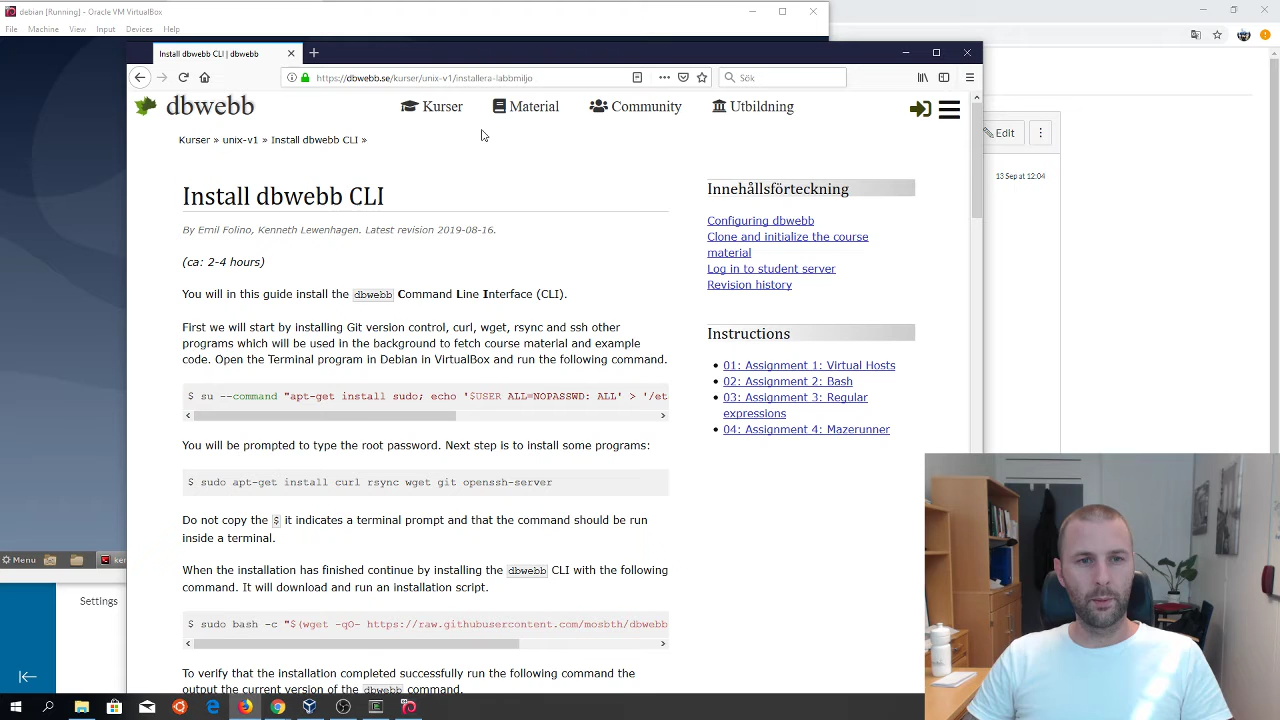 debian [Running] - Oracle VM VirtualBox
File Machine View Input Devices Help
Install dbwebb CLI | dbwebb
https://dbwebb.se/kurser/unix-v1/installera-labbmiljo
Sök
dbwebb
Kurser
Material
Community
Utbildning
Kurser » unix-v1 » Install dbwebb CLI »
Edit
13 Sep at 12:04
Install dbwebb CLI
By Emil Folino, Kenneth Lewenhagen. Latest revision 2019-08-16.
(ca: 2-4 hours)
You will in this guide install the dbwebb Command Line Interface (CLI).
First we will start by installing Git version control, curl, wget, rsync and ssh other
programs which will be used in the background to fetch course material and example
code. Open the Terminal program in Debian in VirtualBox and run the following command.
$ su --command "apt-get install sudo; echo '$USER ALL=NOPASSWD: ALL' > '/et
You will be prompted to type the root password. Next step is to install some programs:
$ sudo apt-get install curl rsync wget git openssh-server
Do not copy the $ it indicates a terminal prompt and that the command should be run
inside a terminal.
When the installation has finished continue by installing the dbwebb CLI with the following
command. It will download and run an installation script.
$ sudo bash -c "$(wget -qO- https://raw.githubusercontent.com/mosbth/dbwebb
To verify that the installation completed successfully run the following command the
output the current version of the dbwebb command.
Innehållsförteckning
Configuring dbwebb
Clone and initialize the course
material
Log in to student server
Revision history
Instructions
01: Assignment 1: Virtual Hosts
02: Assignment 2: Bash
03: Assignment 3: Regular
expressions
04: Assignment 4: Mazerunner
Menu
ker
Settings